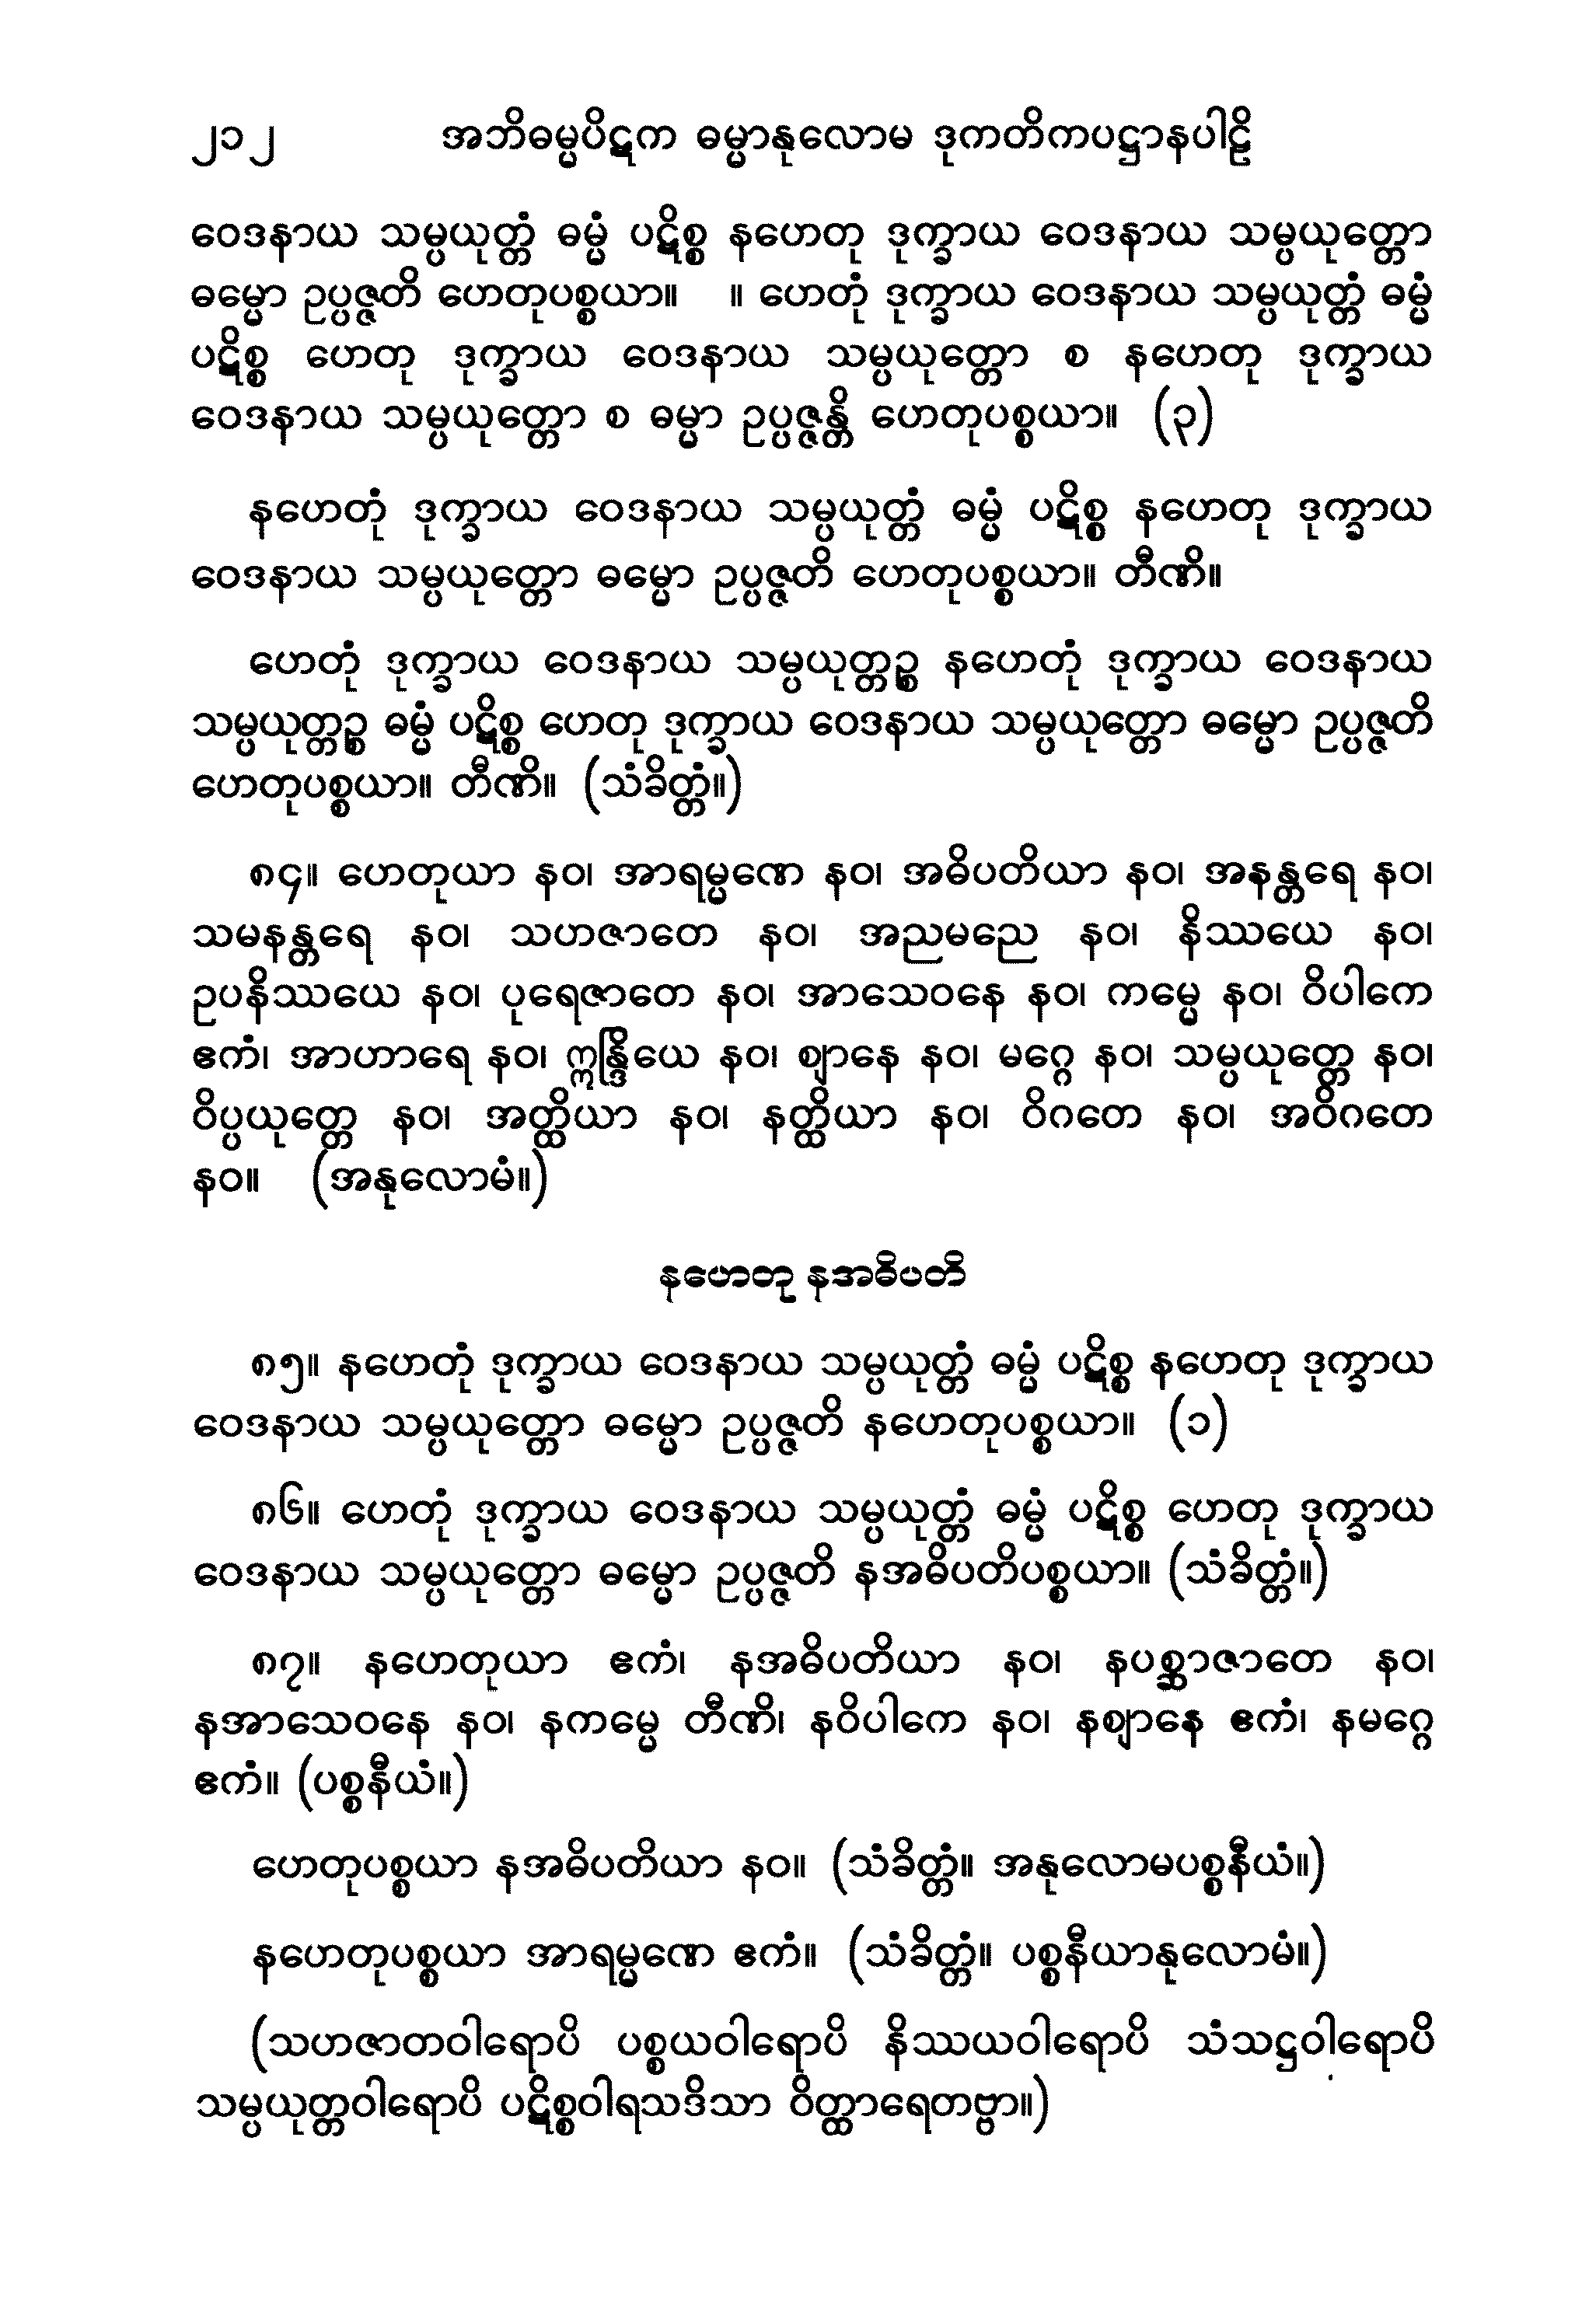 ၂၁၂ အဘိဓမ္မပိဋက ဓမ္မာနုလောမ ဒုကတိကပဋ္ဌာနပါဠိ
ဝေဒနာယ သမ္ပယုတ္တံ ဓမ္မံ ပဋိစ္စ နဟေတု ဒုက္ခာယ ဝေဒနာယ သမ္ပယုတ္တော
ဓမ္မော ဥပ္ပဇ္ဇတိ ဟေတုပစ္စယာ။ ။ ဟေတုံ ဒုက္ခာယ ဝေဒနာယ သမ္ပယုတ္တံ ဓမ္မံ
ပဋိစ္စ ဟေတု ဒုက္ခာယ ဝေဒနာယ သမ္ပယုတ္တော စ နဟေတု ဒုက္ခာယ
ဝေဒနာယ သမ္ပယုတ္တော စ ဓမ္မာ ဥပ္ပဇ္ဇန္တိ ဟေတုပစ္စယာ။ (၃)
နဟေတုံ ဒုက္ခာယ ဝေဒနာယ သမ္ပယုတ္တံ ဓမ္မံ ပဋိစ္စ နဟေတု ဒုက္ခာယ
ဝေဒနာယ သမ္ပယုတ္တော ဓမ္မော ဥပ္ပဇ္ဇတိ ဟေတုပစ္စယာ။ တီဏိ။
ဟေတုံ ဒုက္ခာယ ဝေဒနာယ သမ္ပယုတ္တဉ္စ နဟေတုံ ဒုက္ခာယ ဝေဒနာယ
သမ္ပယုတ္တဉ္စ ဓမ္မံ ပဋိစ္စ ဟေတု ဒုက္ခာယ ဝေဒနာယ သမ္ပယုတ္တော ဓမ္မော ဥပ္ပဇ္ဇတိ
ဟေတုပစ္စယာ။ တီဏိ။ (သံခိတ္တံ။)
၈၄။ ဟေတုယာ နဝ၊ အာရမ္မဏေ နဝ၊ အဓိပတိယာ နဝ၊ အနန္တရေ နဝ၊
သမနန္တရေ နဝ၊ သဟဇာတေ နဝ၊ အညမညေ နဝ၊ နိဿယေ နဝ၊
ဥပနိဿယေ နဝ၊ ပုရေဇာတေ နဝ၊ အာသေဝနေ နဝ၊ ကမ္မေ နဝ၊ ဝိပါကေ
ဧကံ၊ အာဟာရေ နဝ၊ ဣန္ဒြိယေ နဝ၊ ဈာနေ နဝ၊ မဂ္ဂေ နဝ၊ သမ္ပယုတ္တေ နဝ၊
ဝိပ္ပယုတ္တေ နဝ၊ အတ္ထိယာ နဝ၊ နတ္ထိယာ နဝ၊ ဝိဂတေ နဝ၊ အဝိဂတေ
နဝ။ (အနုလောမံ။)
နဟေတု နအဓိပတိ
၈၅။ နဟေတုံ ဒုက္ခာယ ဝေဒနာယ သမ္ပယုတ္တံ ဓမ္မံ ပဋိစ္စ နဟေတု ဒုက္ခာယ
ဝေဒနာယ သမ္ပယုတ္တော ဓမ္မော ဥပ္ပဇ္ဇတိ နဟေတုပစ္စယာ။ (၁)
၈၆။ ဟေတုံ ဒုက္ခာယ ဝေဒနာယ သမ္ပယုတ္တံ ဓမ္မံ ပဋိစ္စ ဟေတု ဒုက္ခာယ
ဝေဒနာယ သမ္ပယုတ္တော ဓမ္မော ဥပ္ပဇ္ဇတိ နအဓိပတိပစ္စယာ။ (သံခိတ္တံ။)
၈၇။ နဟေတုယာ ဧကံ၊ နအဓိပတိယာ နဝ၊ နပစ္ဆာဇာတေ နဝ၊
နအာသေဝနေ နဝ၊ နကမ္မေ တီဏိ၊ နဝိပါကေ နဝ၊ နဈာနေ ဧကံ၊ နမဂ္ဂေ
ဧကံ။ (ပစ္စနီယံ။)
ဟေတုပစ္စယာ နအဓိပတိယာ နဝ။ (သံခိတ္တံ။ အနုလောမပစ္စနီယံ။)
နဟေတုပစ္စယာ အာရမ္မဏေ ဧကံ။ (သံခိတ္တံ။ ပစ္စနီယာနုလောမံ။)
(သဟဇာတဝါရောပိ ပစ္စယဝါရောပိ နိဿယဝါရောပိ သံသဋ္ဌဝါရောပိ
သမ္ပယုတ္တဝါရောပိ ပဋိစ္စဝါရသဒိသာ ဝိတ္ထာရေတဗ္ဗာ။)